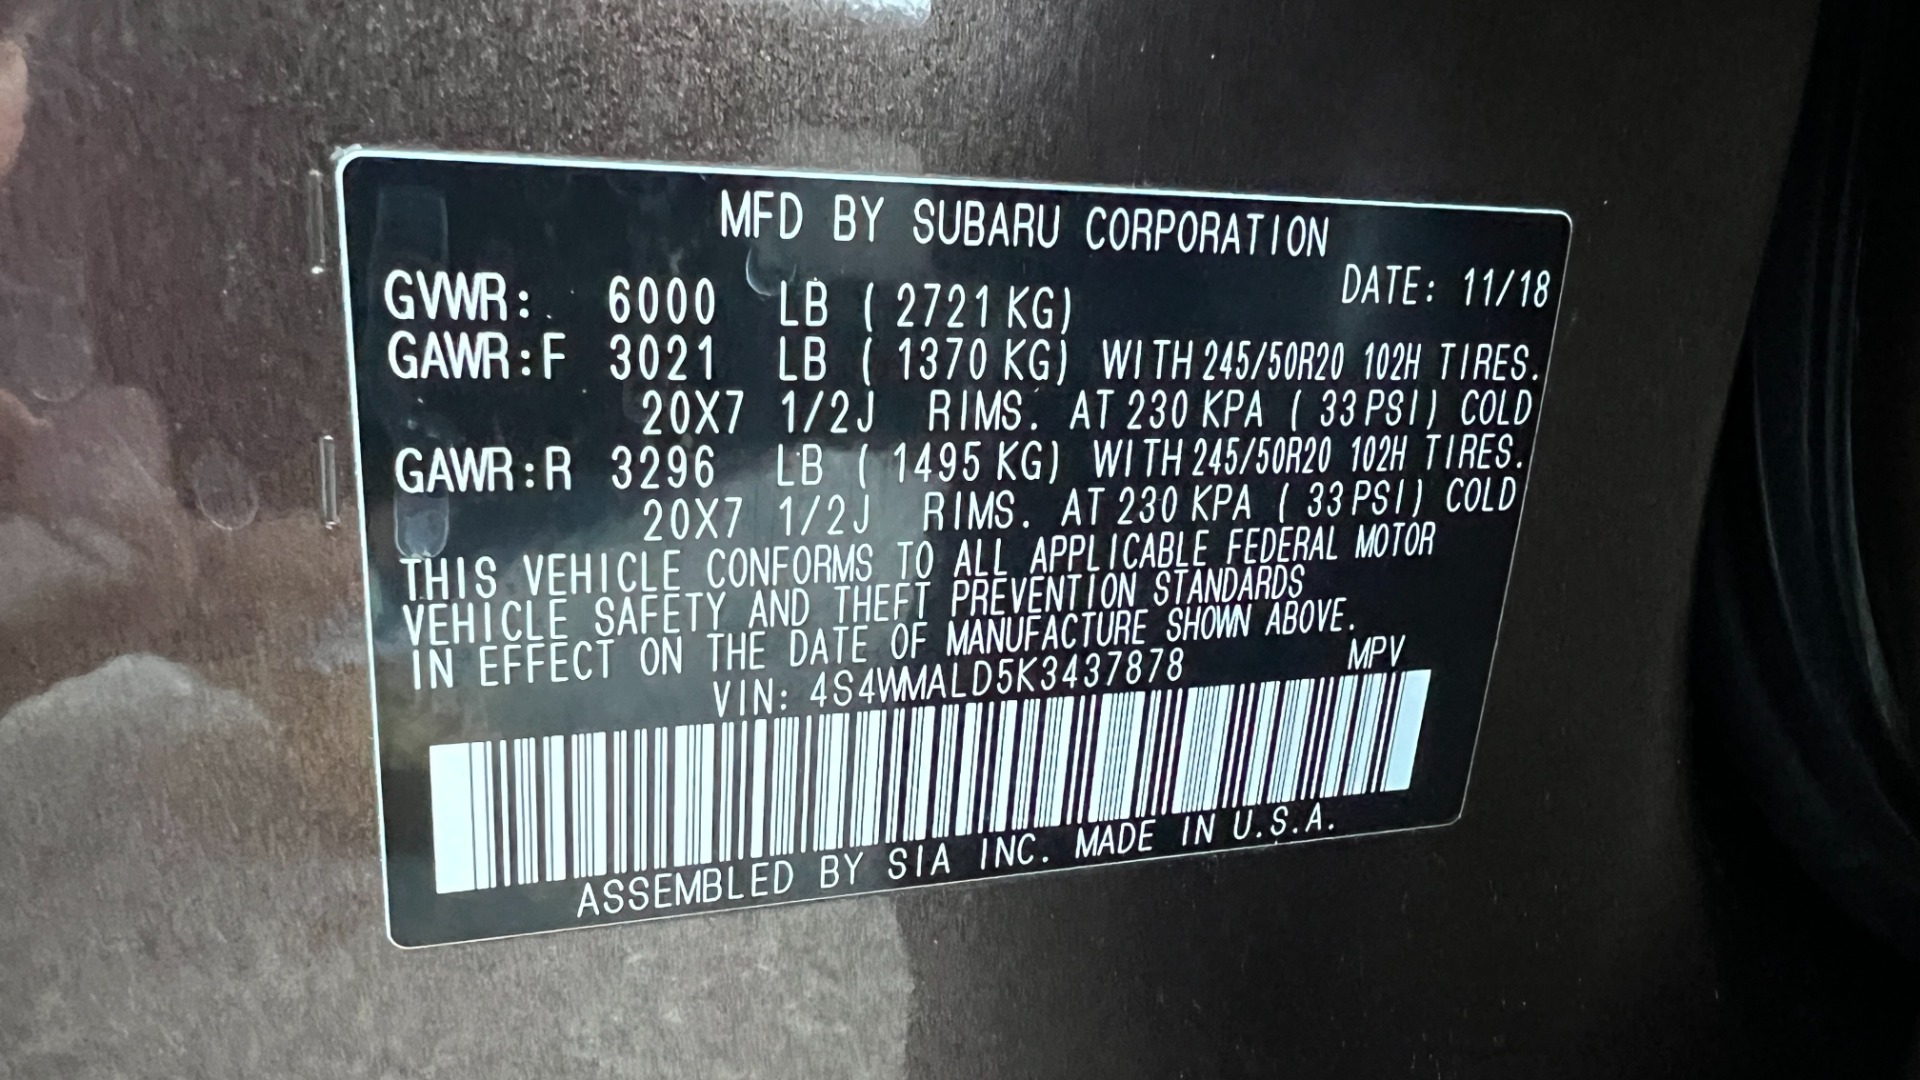 MFD BY SUBARU CORPORATION
DATE: 11/18
GVWR: 6000 LB ( 2721 KG)
GAWR:F 3021 LB ( 1370 KG) WITH 245/50R20 102H TIRES.
20X7 1/2J RIMS. AT 230 KPA ( 33 PSI) COLD
GAWR:R 3296 LB ( 1495 KG) WITH 245/50R20 102H TIRES.
20X7 1/2J RIMS. AT 230 KPA ( 33 PSI) COLD
THIS VEHICLE CONFORMS TO ALL APPLICABLE FEDERAL MOTOR
VEHICLE SAFETY AND THEFT PREVENTION STANDARDS
IN EFFECT ON THE DATE OF MANUFACTURE SHOWN ABOVE.
VIN: 4S4WMALD5K3437878 MPV
ASSEMBLED BY SIA INC. MADE IN U.S.A.